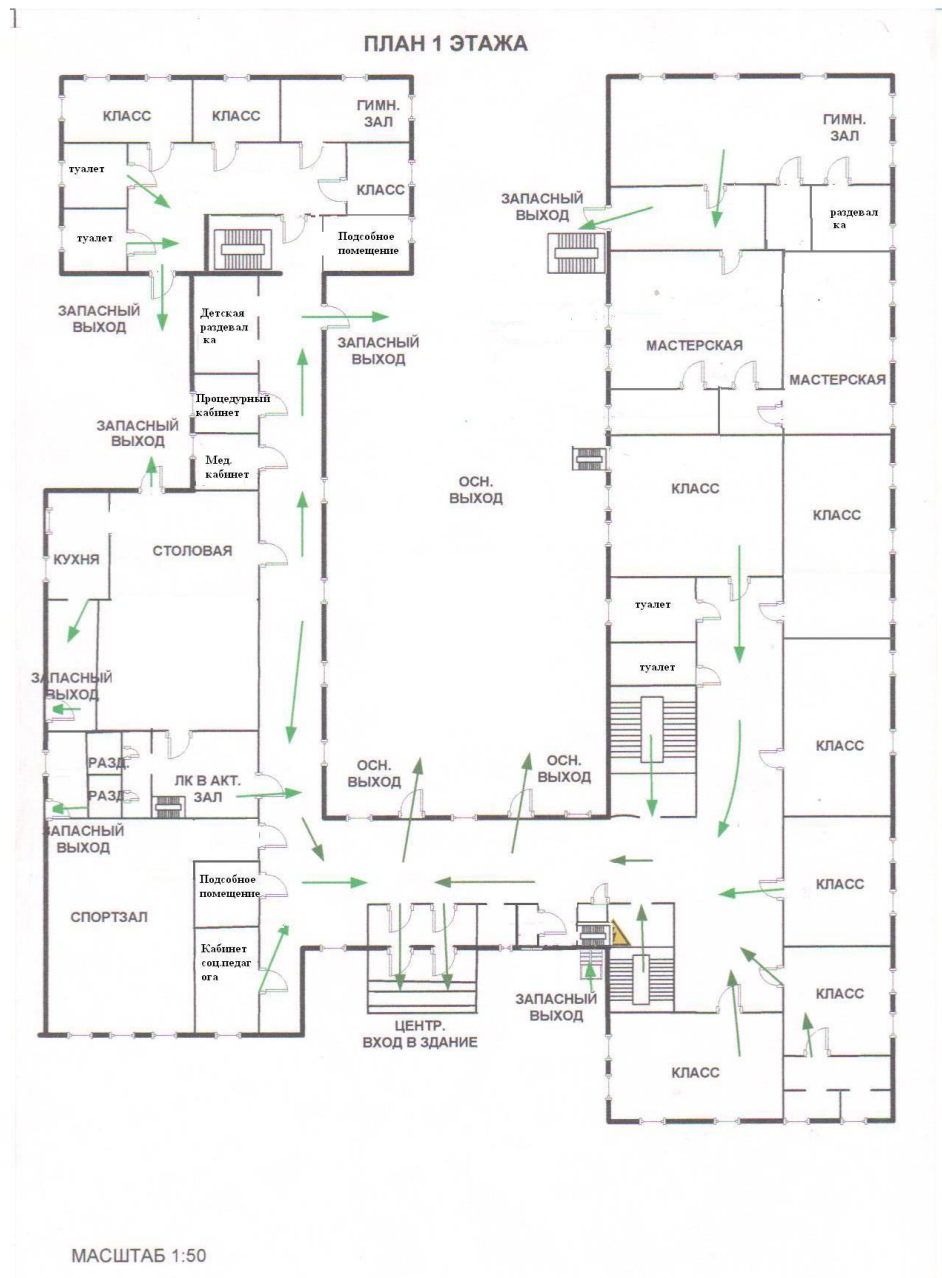 ПЛАН 1 ЭТАЖА
КЛАСС
КЛАСС
ГИМН.
ЗАЛ
ГИМН.
ЗАЛ
туалет
КЛАСС
ЗАПАСНЫЙ
ВЫХОД
раздевал
ка
туалет
Подсобное
помещение
ЗАПАСНЫЙ
ВЫХОД
Детская
раздевал
ка
ЗАПАСНЫЙ
ВЫХОД
МАСТЕРСКАЯ
МАСТЕРСКАЯ
Процедурный
кабинет
ЗАПАСНЫЙ
ВЫХОД
Мед.
кабинет
ОСН.
ВЫХОД
КЛАСС
КЛАСС
КУХНЯ
СТОЛОВАЯ
туалет
туалет
ЗАПАСНЫЙ
ВЫХОД
КЛАСС
РАЗД.
РАЗД
ЛК В АКТ.
ЗАЛ
ОСН.
ВЫХОД
ОСН.
ВЫХОД
ЗАПАСНЫЙ
ВЫХОД
Подсобное
помещение
КЛАСС
СПОРТЗАЛ
Кабинет
соц.педаг
ога
КЛАСС
ЗАПАСНЫЙ
ВЫХОД
ЦЕНТР.
ВХОД В ЗДАНИЕ
КЛАСС
МАСШТАБ 1:50